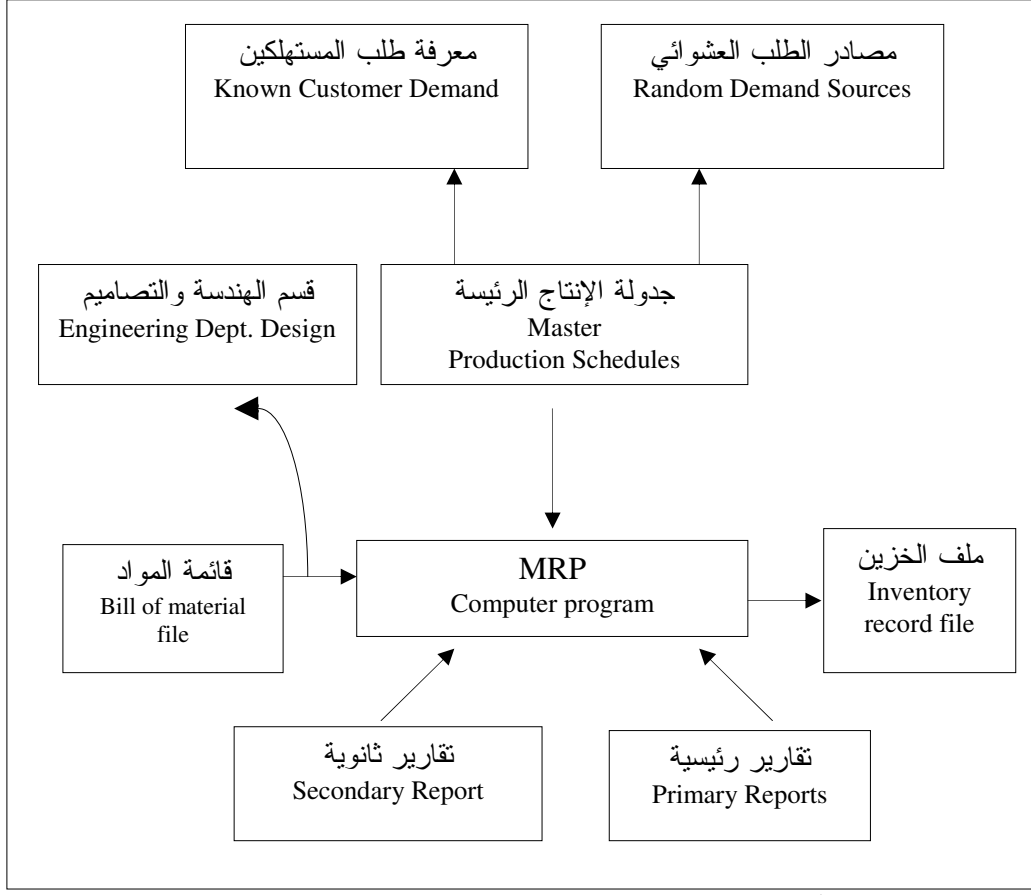 معرفة طلب المستهلكين
Known Customer Demand
مصادر الطلب العشوائي
Random Demand Sources
قسم الهندسة والتصاميم
Engineering Dept. Design
جدولة الإنتاج الرئيسة
Master
Production Schedules
قائمة المواد
Bill of material
file
MRP
Computer program
ملف الخزين
Inventory
record file
تقارير ثانوية
Secondary Report
تقارير رئيسية
Primary Reports